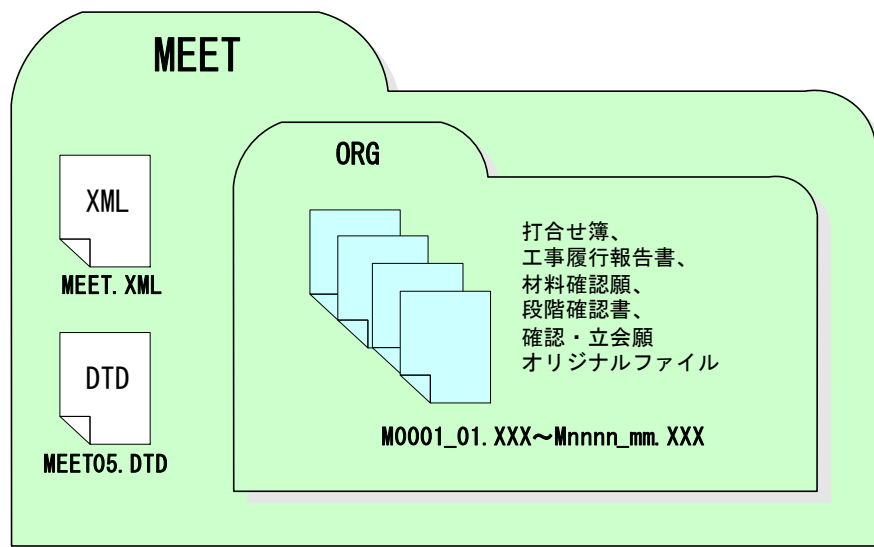 MEET
ORG
XML
MEET.XML
DTD
MEET05.DTD
打合せ簿、
工事履行報告書、
材料確認願、
段階確認書、
確認・立会願
オリジナルファイル
M0001_01.XXX～Mnnnn_mm.XXX